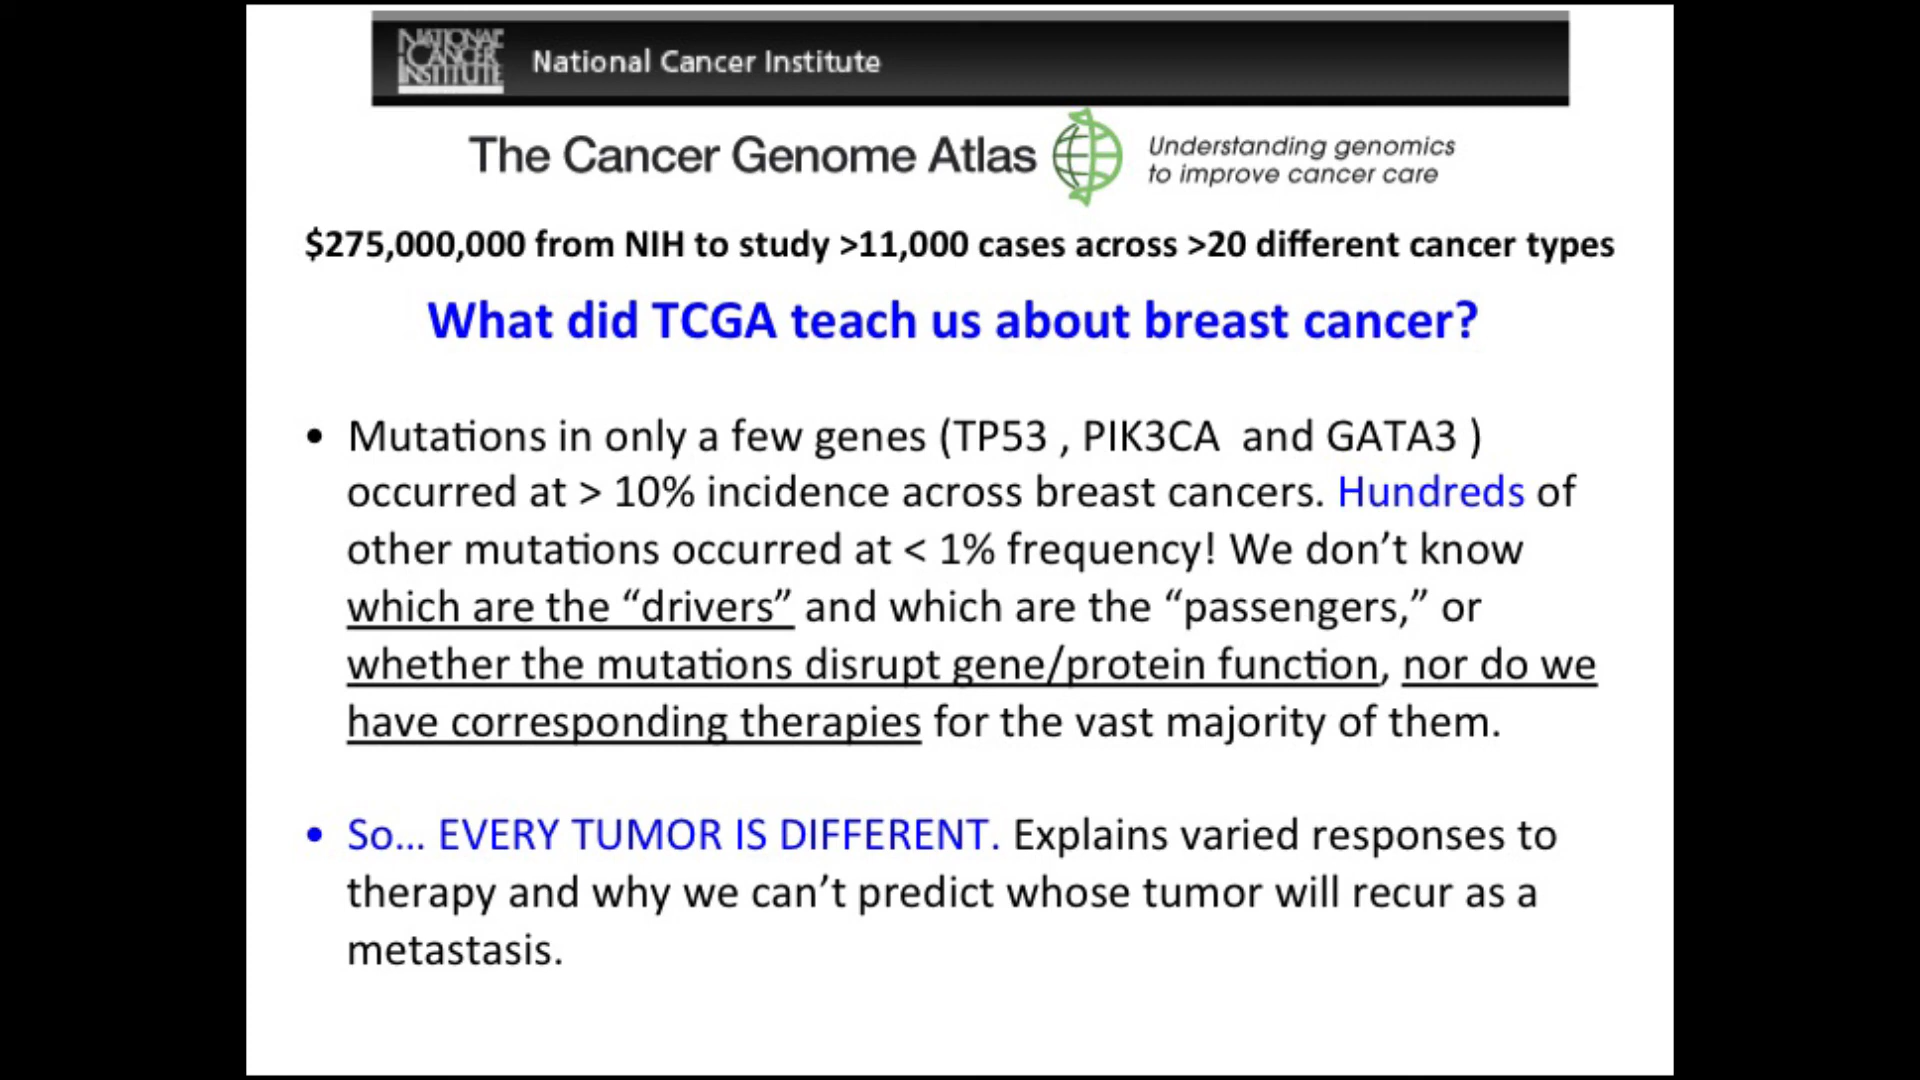 NATIONAL
CANCER
INSTITUTE
National Cancer Institute
The Cancer Genome Atlas
Understanding genomics
to improve cancer care
$275,000,000 from NIH to study >11,000 cases across >20 different cancer types
What did TCGA teach us about breast cancer?
• Mutations in only a few genes (TP53 , PIK3CA  and GATA3 )
occurred at > 10% incidence across breast cancers. Hundreds of
other mutations occurred at < 1% frequency! We don’t know
which are the “drivers” and which are the “passengers,” or
whether the mutations disrupt gene/protein function, nor do we
have corresponding therapies for the vast majority of them.
• So... EVERY TUMOR IS DIFFERENT. Explains varied responses to
therapy and why we can’t predict whose tumor will recur as a
metastasis.